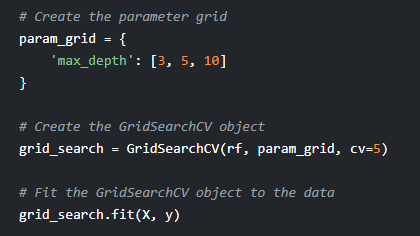 # Create the parameter grid
param_grid = {
    'max_depth': [3, 5, 10]
}
# Create the GridSearchCV object
grid_search = GridSearchCV(rf, param_grid, cv=5)
# Fit the GridSearchCV object to the data
grid_search.fit(X, y)